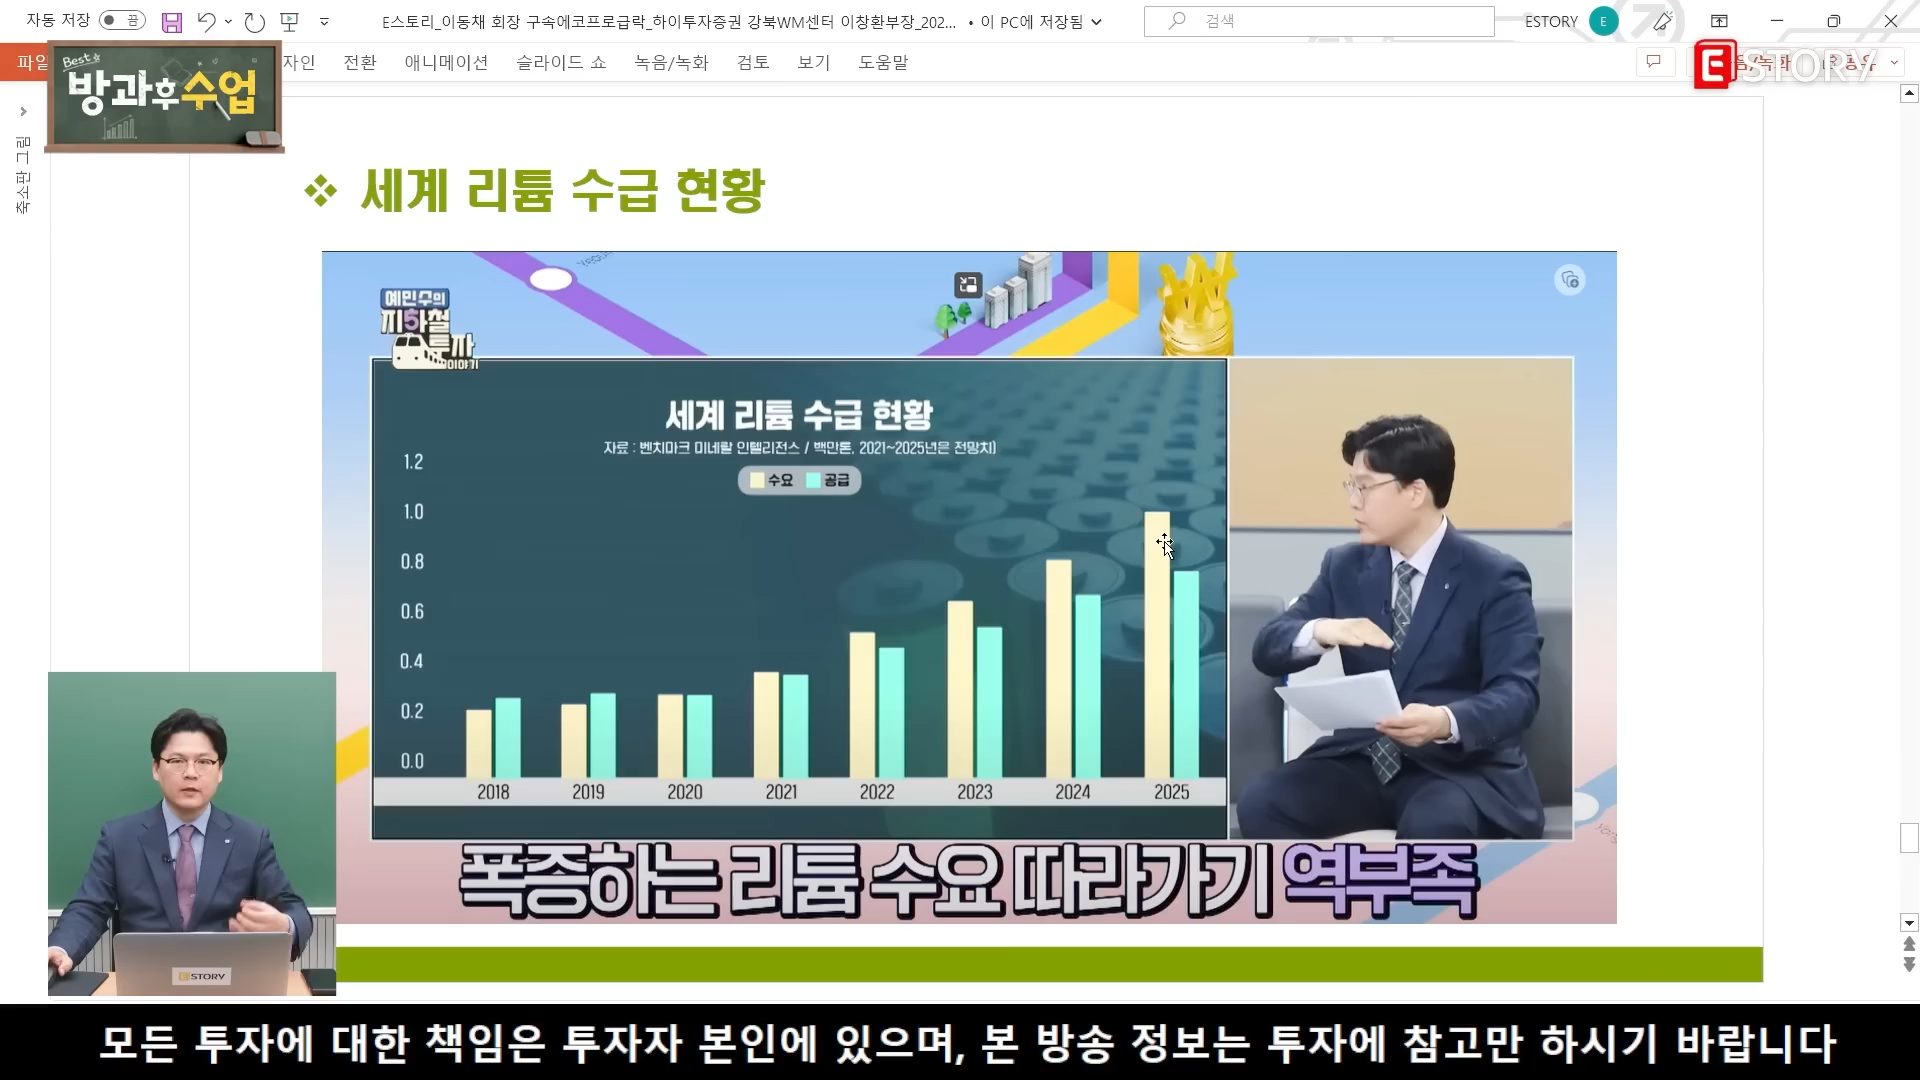 자동 저장 끔 E스토리_이동채 회장 구속에코프로급락_하이투자증권 강북WM센터 이창환부장_202... • 이 PC에 저장됨 검색 ESTORY E
파일 자인 전환 애니메이션 슬라이드 쇼 녹음/녹화 검토 보기 도움말
E STORY
Best
방과후수업
축소판 그림
세계 리튬 수급 현황
예민수의
지하철
투자
이야기
세계 리튬 수급 현황
자료 : 벤치마크 미네랄 인텔리전스 / 백만톤, 2021~2025년은 전망치)
수요 공급
1.2
1.0
0.8
0.6
0.4
0.2
0.0
2018 2019 2020 2021 2022 2023 2024 2025
폭증하는 리튬 수요 따라가기 역부족
ESTORY
모든 투자에 대한 책임은 투자자 본인에 있으며, 본 방송 정보는 투자에 참고만 하시기 바랍니다